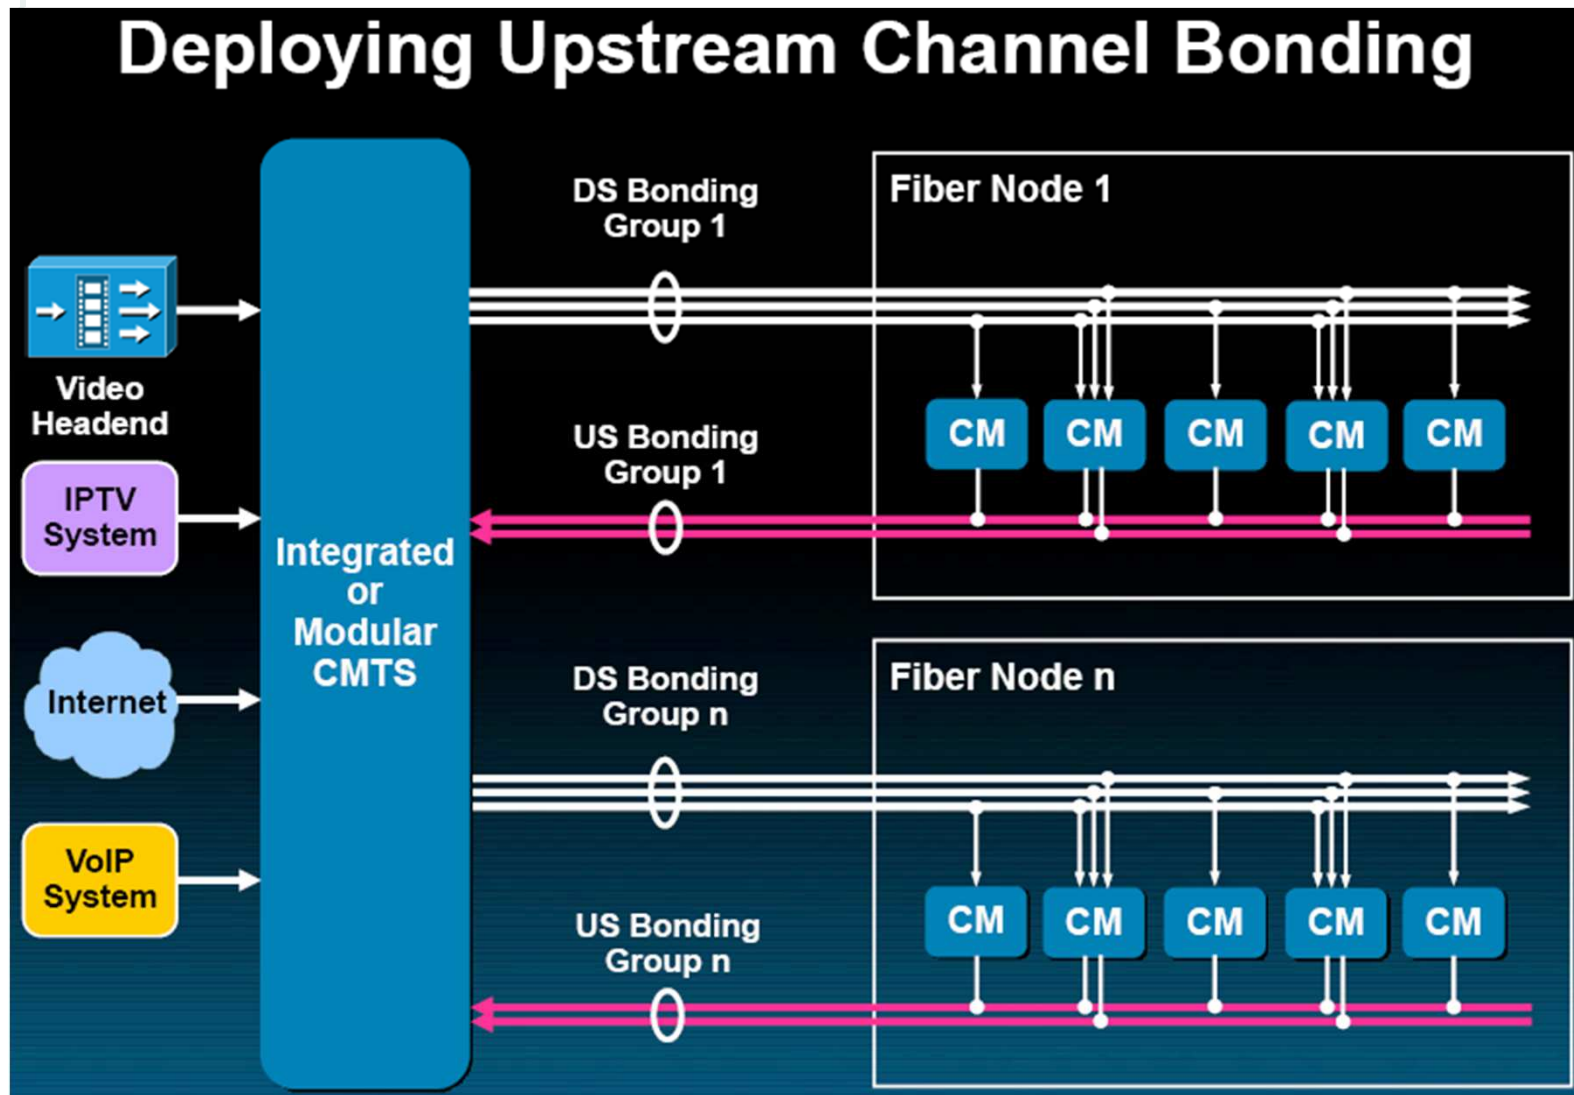 Deploying Upstream Channel Bonding
Video
Headend
IPTV
System
Internet
VoIP
System
Integrated
or
Modular
CMTS
DS Bonding
Group 1
US Bonding
Group 1
Fiber Node 1
CM CM CM CM CM
DS Bonding
Group n
US Bonding
Group n
Fiber Node n
CM CM CM CM CM